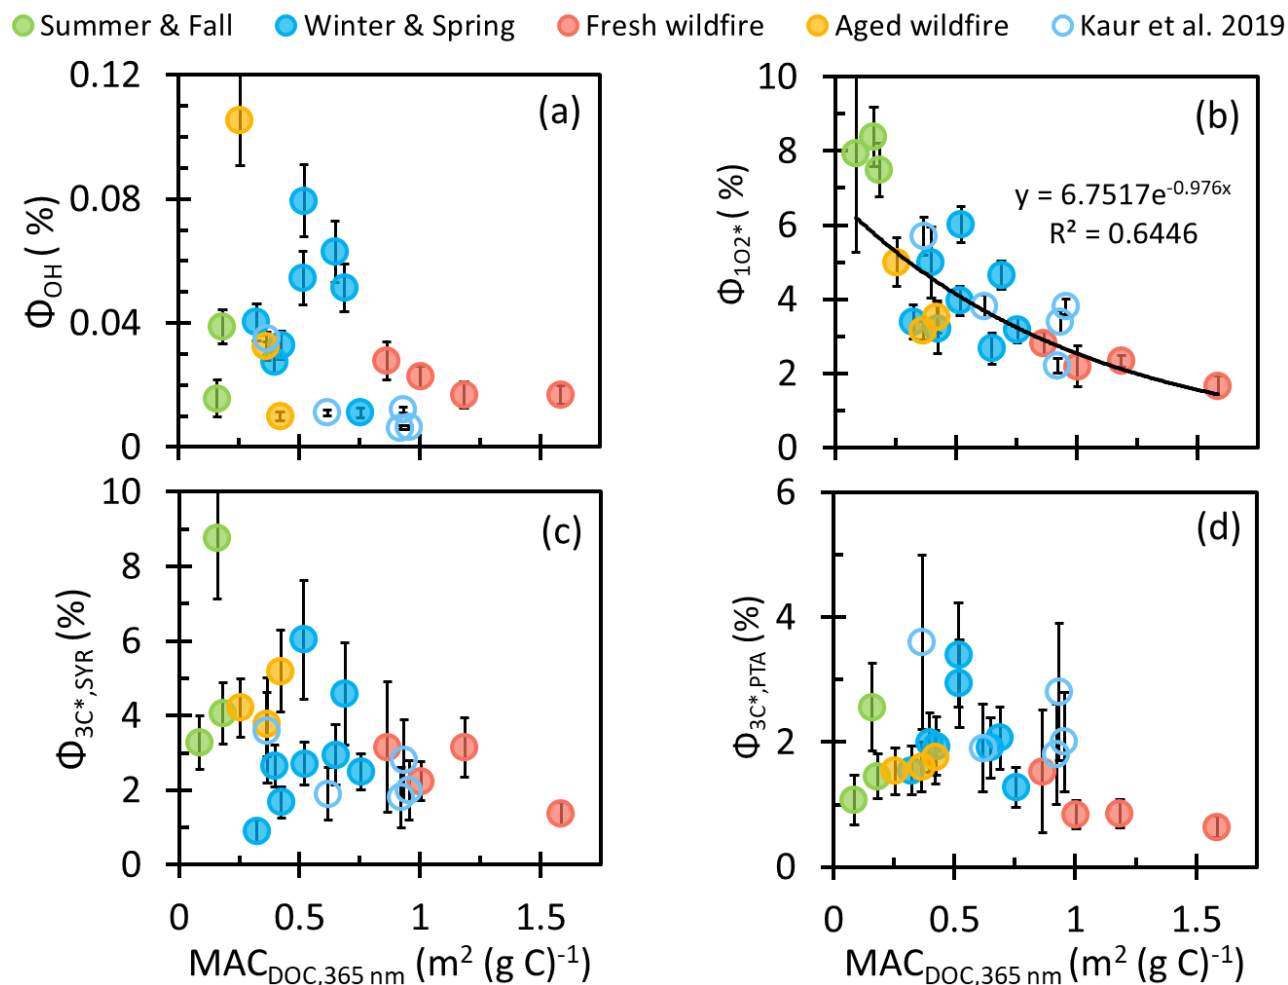 Summer & Fall Winter & Spring Fresh wildfire Aged wildfire Kaur et al. 2019
(a)
Φ_OH ( %)
0.12
0.08
0.04
0
(b)
Φ_1O2* ( %)
10
8
6
4
2
0
y = 6.7517e^-0.976x
R² = 0.6446
(c)
Φ_3C*,SYR (%)
10
8
6
4
2
0
0 0.5 1 1.5
MAC_DOC,365 nm (m² (g C)⁻¹)
(d)
Φ_3C*,PTA (%)
6
4
2
0
0 0.5 1 1.5
MAC_DOC,365 nm (m² (g C)⁻¹)